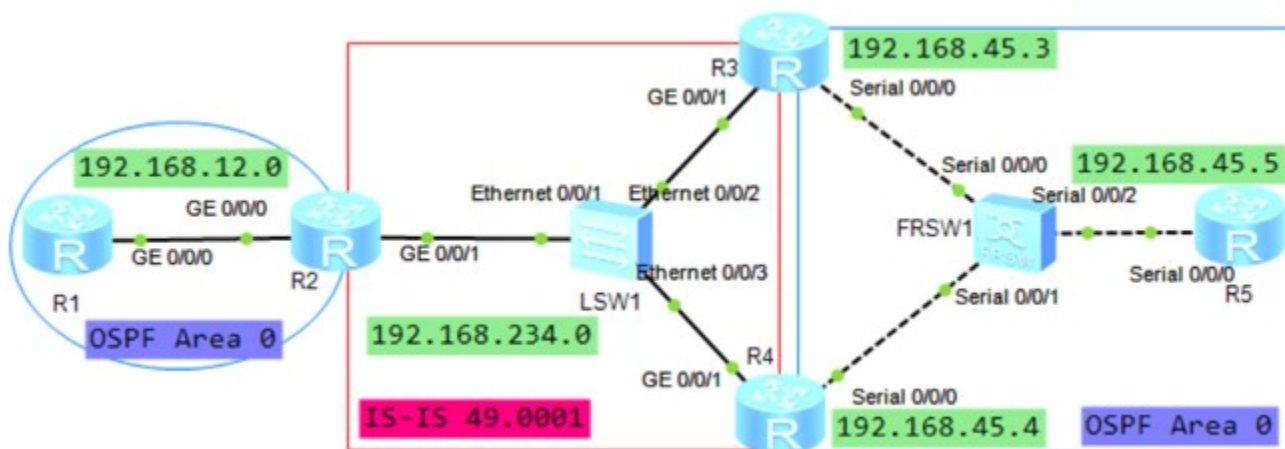 192.168.45.3
R3
GE 0/0/1
Serial 0/0/0
192.168.12.0
GE 0/0/0
GE 0/0/0
R1
R2
OSPF Area 0
Ethernet 0/0/1
Ethernet 0/0/2
GE 0/0/1
Ethernet 0/0/3
LSW1
192.168.234.0
IS-IS 49.0001
R4
GE 0/0/1
Serial 0/0/0
192.168.45.4
Serial 0/0/0
192.168.45.5
Serial 0/0/2
FRSW1
FRSW
Serial 0/0/1
Serial 0/0/0
R5
OSPF Area 0
R
R
R
R
R